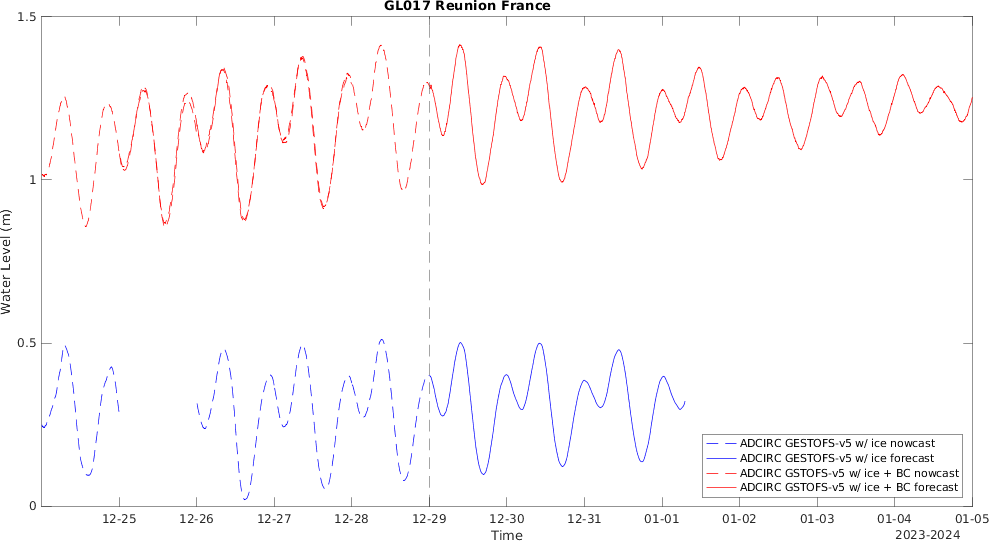 GL017 Reunion France
1.5
1
0.5
0
Water Level (m)
12-25 12-26 12-27 12-28 12-29 12-30 12-31 01-01 01-02 01-03 01-04 01-05
Time
2023-2024
ADCIRC GESTOFS-v5 w/ ice nowcast
ADCIRC GESTOFS-v5 w/ ice forecast
ADCIRC GSTOFS-v5 w/ ice + BC nowcast
ADCIRC GSTOFS-v5 w/ ice + BC forecast